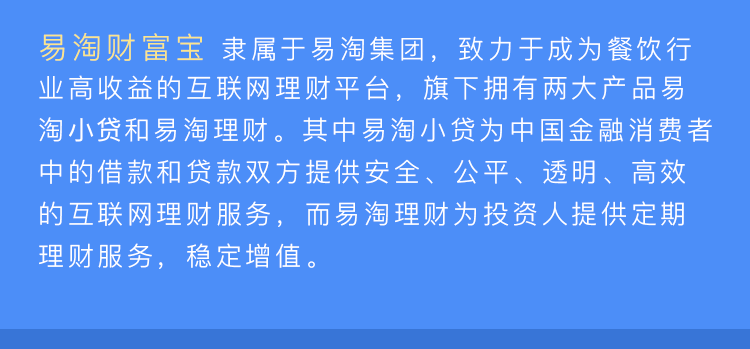 易淘财富宝 隶属于易淘集团，致力于成为餐饮行
业高收益的互联网理财平台，旗下拥有两大产品易
淘小贷和易淘理财。其中易淘小贷为中国金融消费者
中的借款和贷款双方提供安全、公平、透明、高效
的互联网理财服务，而易淘理财为投资人提供定期
理财服务，稳定增值。